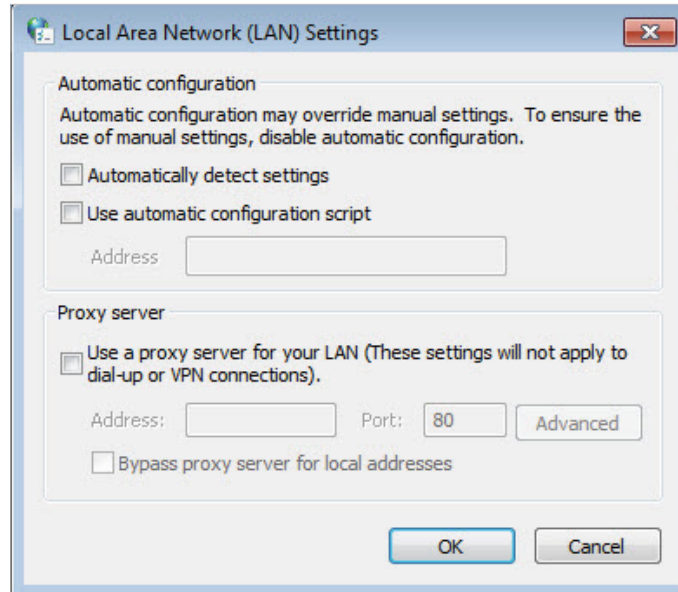 Local Area Network (LAN) Settings
Automatic configuration
Automatic configuration may override manual settings. To ensure the
use of manual settings, disable automatic configuration.
Automatically detect settings
Use automatic configuration script
Address
Proxy server
Use a proxy server for your LAN (These settings will not apply to
dial-up or VPN connections).
Address: Port: 80 Advanced
Bypass proxy server for local addresses
OK Cancel